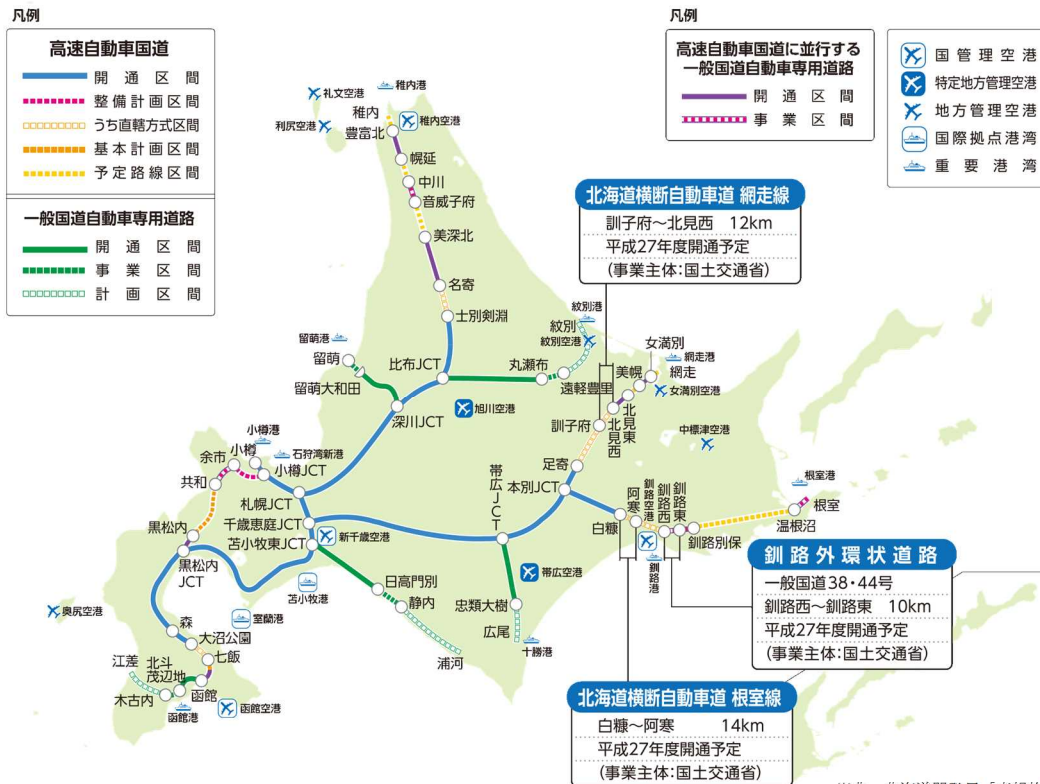 凡例
高速自動車国道
開通区間
整備計画区間
うち直轄方式区間
基本計画区間
予定路線区間
一般国道自動車専用道路
開通区間
事業区間
計画区間
凡例
高速自動車国道に並行する
一般国道自動車専用道路
開通区間
事業区間
国管理空港
特定地方管理空港
地方管理空港
国際拠点港湾
重要港湾
北海道横断自動車道 網走線
訓子府～北見西 12km
平成27年度開通予定
(事業主体:国土交通省)
礼文空港
稚内港
利尻空港
稚内
稚内空港
豊富北
幌延
中川
音威子府
美深北
名寄
士別剣淵
紋別港
紋別
紋別空港
留萌港
留萌
留萌大和田
比布JCT
丸瀬布
遠軽豊里
女満別
美幌
網走港
網走
女満別空港
北見東
北見西
訓子府
旭川空港
深川JCT
中標津空港
小樽港
石狩湾新港
余市
小樽
小樽JCT
共和
札幌JCT
足寄
本別JCT
帯広JCT
阿寒
釧路空港
釧路西
釧路東
根室港
根室
温根沼
白糠
釧路別保
釧路港
黒松内
千歳恵庭JCT
苫小牧東JCT
新千歳空港
黒松内
JCT
苫小牧港
帯広空港
日高門別
静内
忠類大樹
広尾
十勝港
浦河
奥尻空港
室蘭港
森
大沼公園
七飯
江差
北斗
茂辺地
木古内
函館
函館港
函館空港
釧路外環状道路
一般国道38・44号
釧路西～釧路東 10km
平成27年度開通予定
(事業主体:国土交通省)
北海道横断自動車道 根室線
白糠～阿寒 14km
平成27年度開通予定
(事業主体:国土交通省)